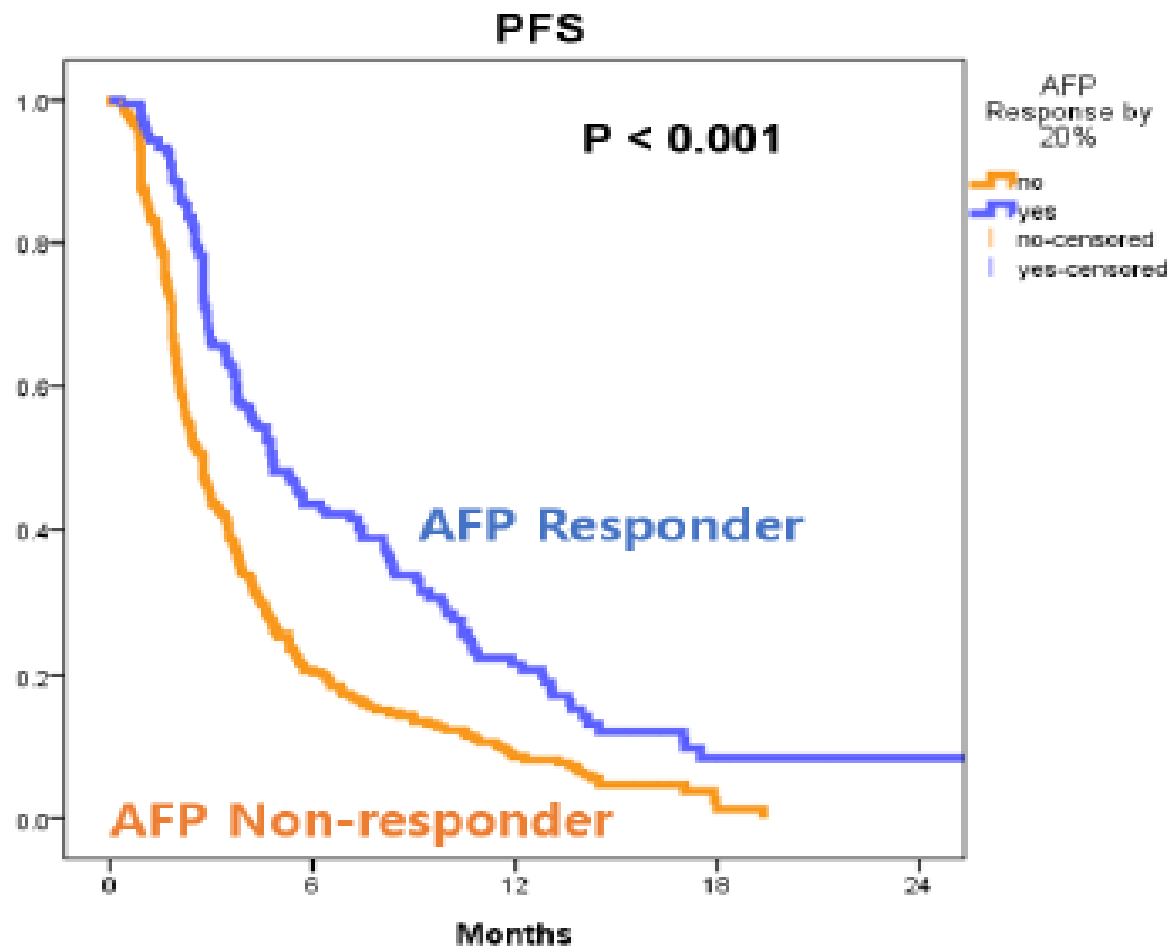 PFS
P < 0.001
AFP
Response by
20%
no
yes
no-censored
yes-censored
1.0
0.8
0.6
0.4
0.2
0.0
AFP Responder
AFP Non-responder
0 6 12 18 24
Months